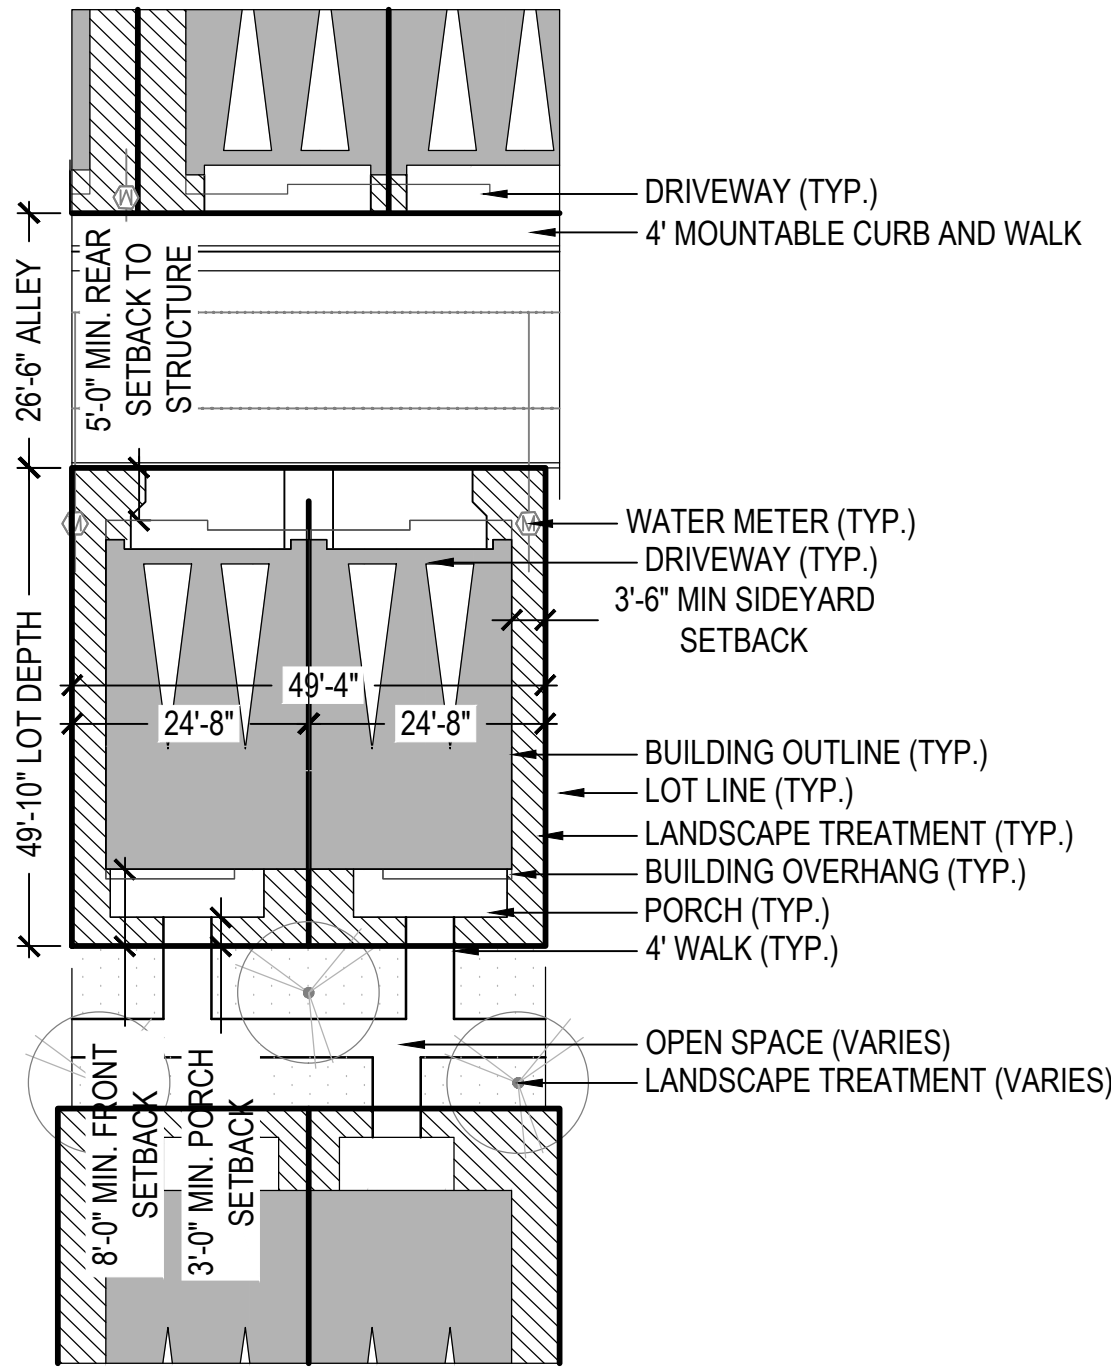 DRIVEWAY (TYP.)
4' MOUNTABLE CURB AND WALK
M
26'-6" ALLEY
5'-0" MIN. REAR
SETBACK TO
STRUCTURE
M
M
WATER METER (TYP.)
DRIVEWAY (TYP.)
3'-6" MIN SIDEYARD
SETBACK
49'-10" LOT DEPTH
49'-4"
24'-8"
24'-8"
BUILDING OUTLINE (TYP.)
LOT LINE (TYP.)
LANDSCAPE TREATMENT (TYP.)
BUILDING OVERHANG (TYP.)
PORCH (TYP.)
4' WALK (TYP.)
OPEN SPACE (VARIES)
LANDSCAPE TREATMENT (VARIES)
8'-0" MIN. FRONT
SETBACK
3'-0" MIN. PORCH
SETBACK